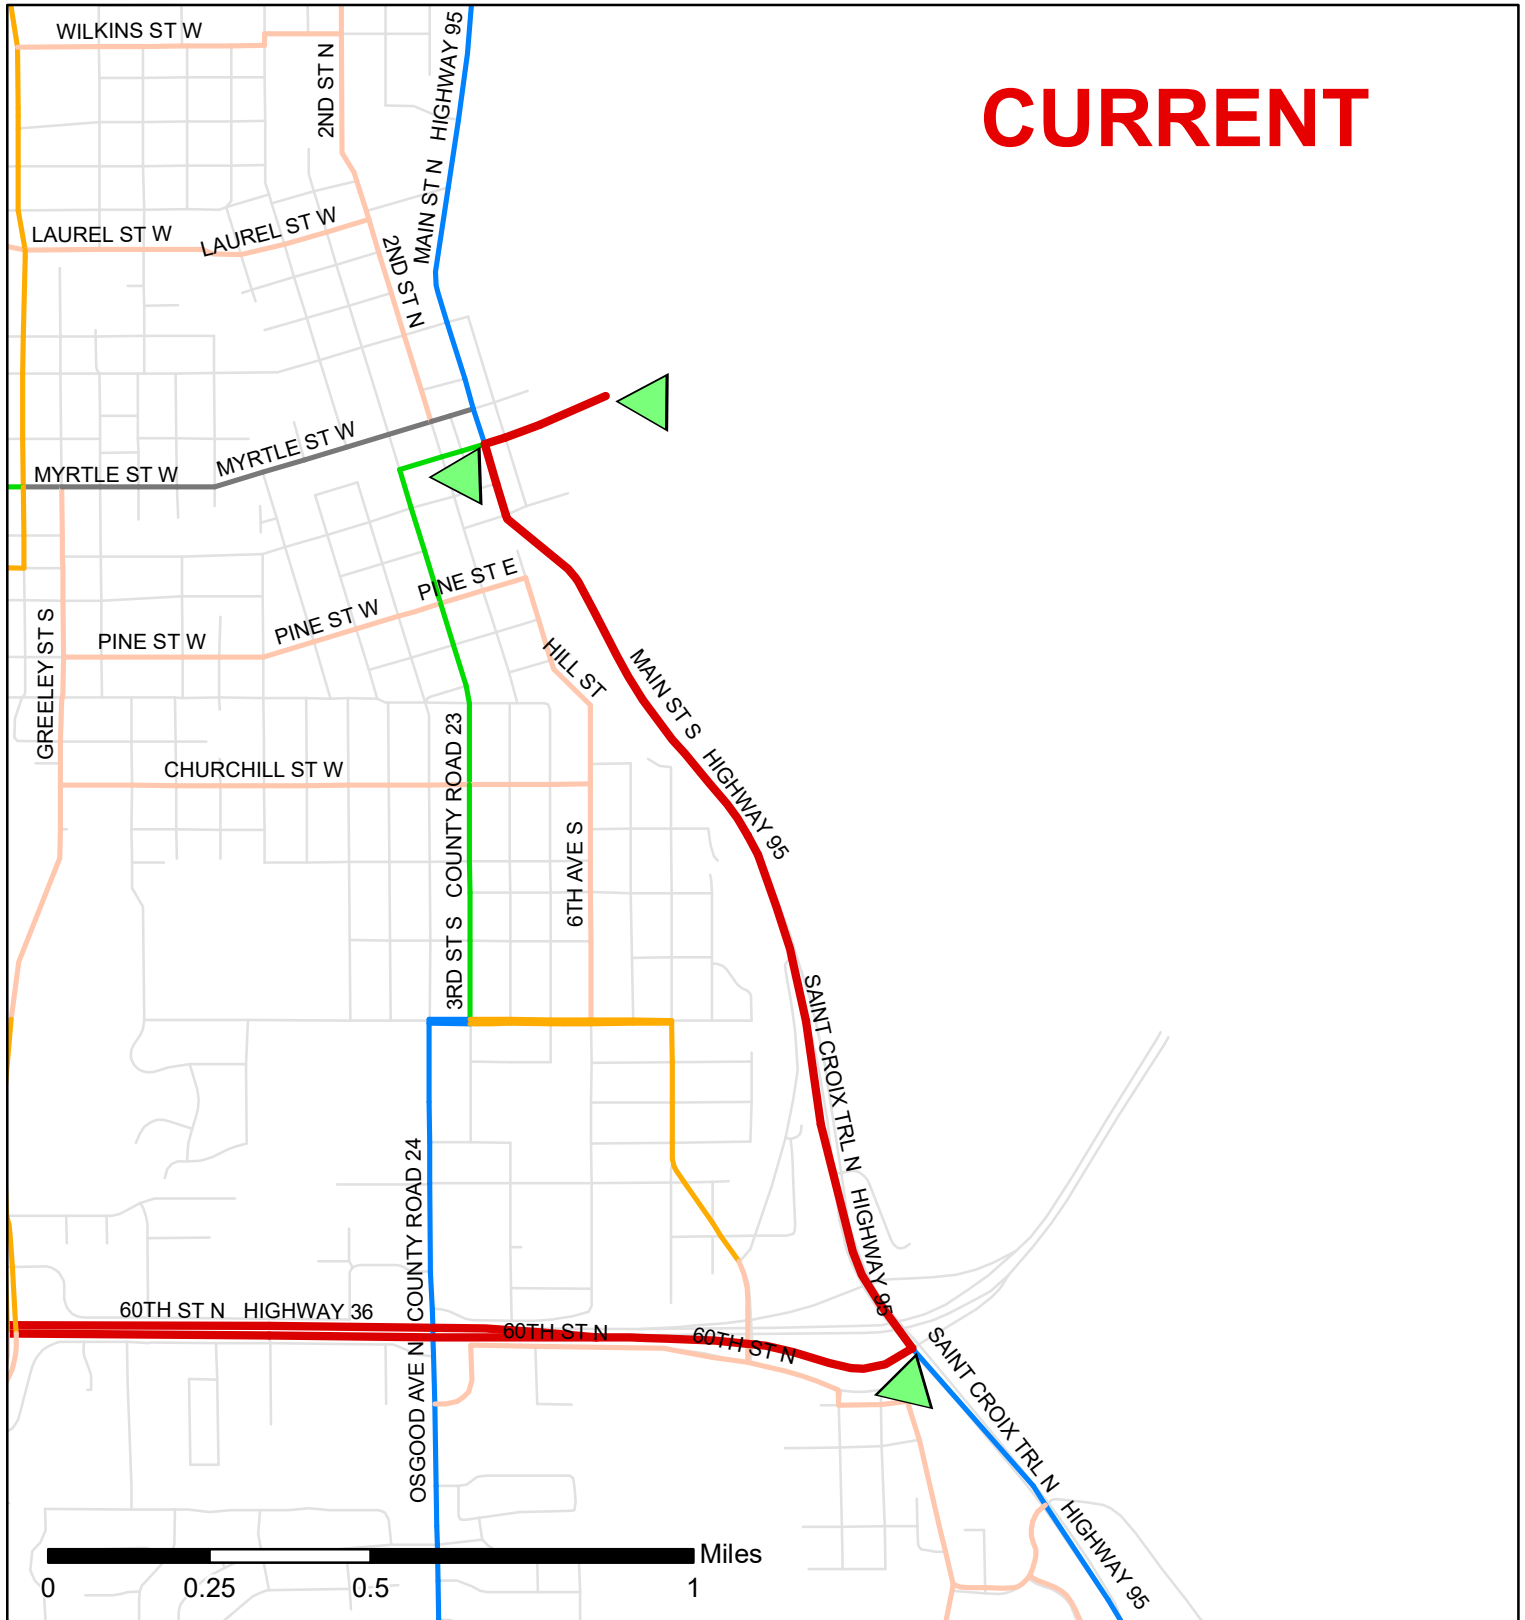 WILKINS ST W
2ND ST N
HIGHWAY 95
MAIN ST N
CURRENT
LAUREL ST W
LAUREL ST W
2ND ST N
MYRTLE ST W
MYRTLE ST W
PINE ST E
PINE ST W
PINE ST W
GREELEY ST S
HILL ST
MAIN ST S
HIGHWAY 95
CHURCHILL ST W
COUNTY ROAD 23
3RD ST S
6TH AVE S
SAINT CROIX TRL N
HIGHWAY 95
COUNTY ROAD 24
OSGOOD AVE N
60TH ST N HIGHWAY 36
60TH ST N
60TH ST N
SAINT CROIX TRL N
HIGHWAY 95
Miles
0 0.25 0.5 1